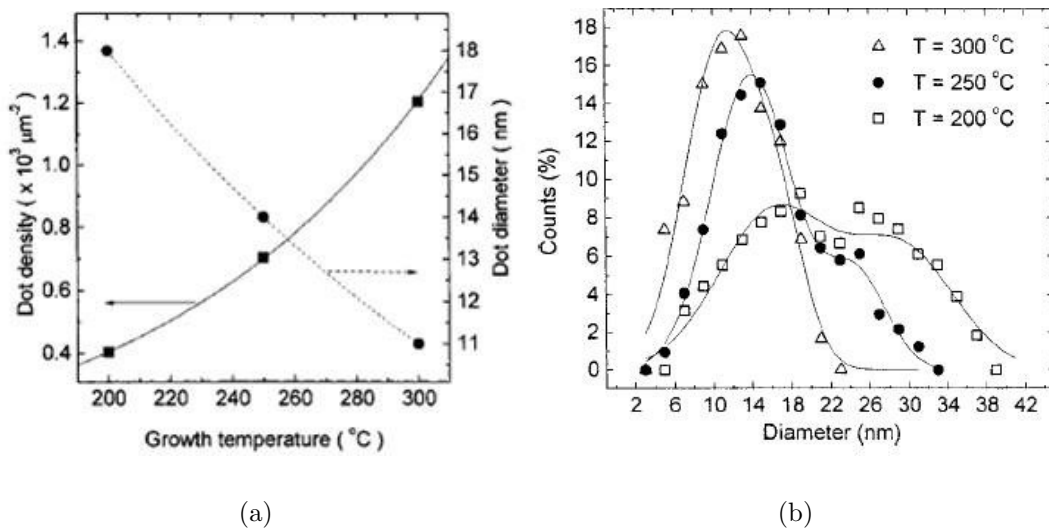 1.4
1.2
1.0
0.8
0.6
0.4
Dot density ( x 10³ µm⁻²)
200 220 240 260 280 300
Growth temperature ( °C)
18
17
16
15
14
13
12
11
Dot diameter ( nm)
(a)
18
16
14
12
10
8
6
4
2
0
Counts (%)
T = 300 °C
T = 250 °C
T = 200 °C
2 6 10 14 18 22 26 30 34 38 42
Diameter (nm)
(b)